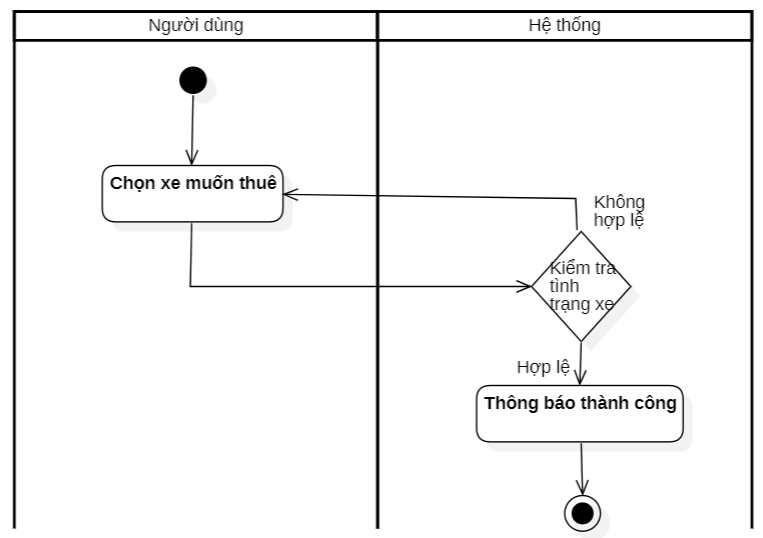 Người dùng
Hệ thống
Chọn xe muốn thuê
Không
hợp lệ
Kiểm tra
tình
trạng xe
Hợp lệ
Thông báo thành công